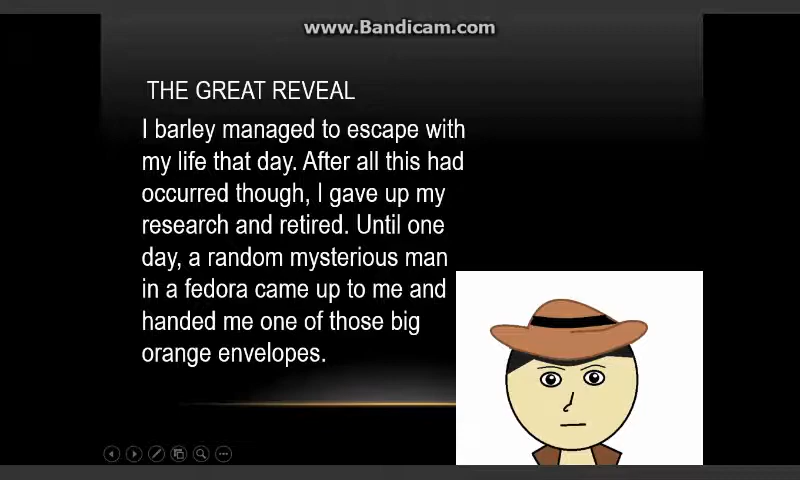 www.Bandicam.com
THE GREAT REVEAL
I barley managed to escape with
my life that day. After all this had
occurred though, I gave up my
research and retired. Until one
day, a random mysterious man
in a fedora came up to me and
handed me one of those big
orange envelopes.